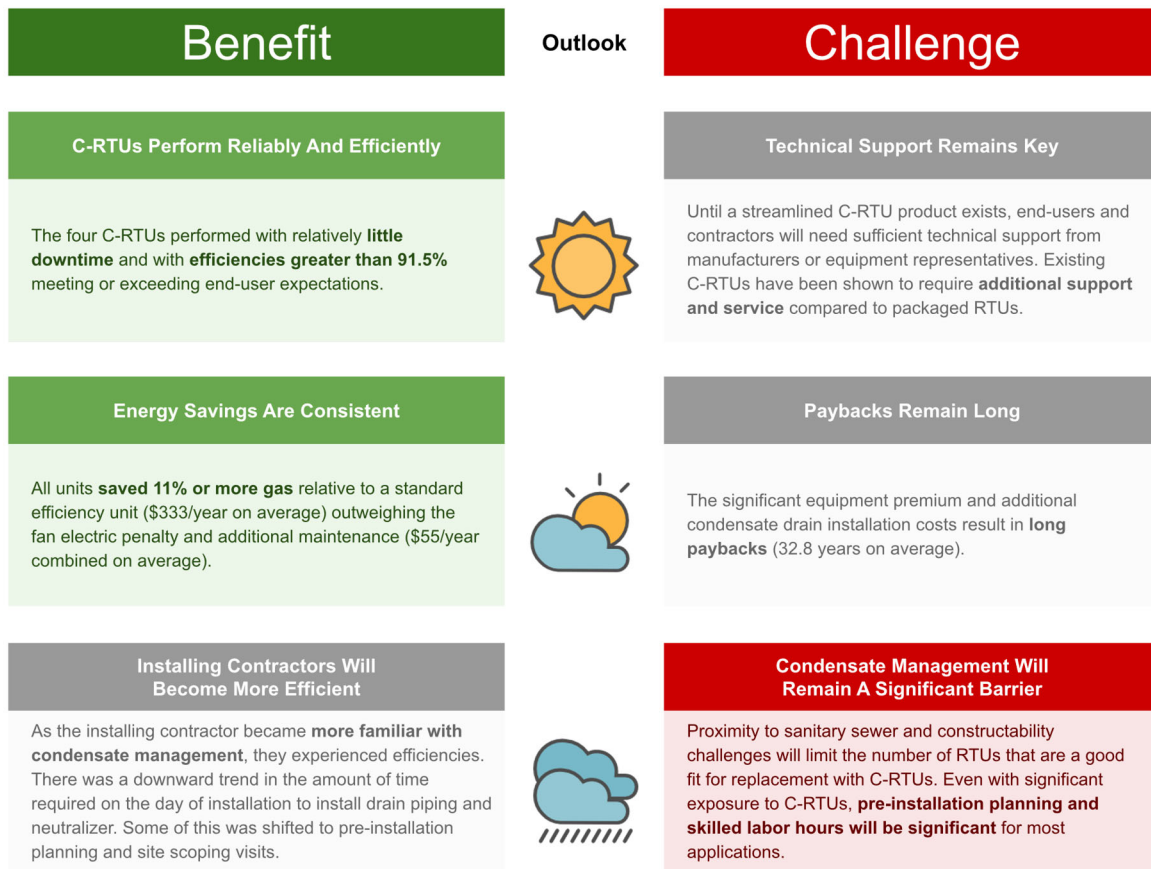 Benefit
Outlook
Challenge
C-RTUs Perform Reliably And Efficiently
The four C-RTUs performed with relatively little
downtime and with efficiencies greater than 91.5%
meeting or exceeding end-user expectations.
Technical Support Remains Key
Until a streamlined C-RTU product exists, end-users and
contractors will need sufficient technical support from
manufacturers or equipment representatives. Existing
C-RTUs have been shown to require additional support
and service compared to packaged RTUs.
Energy Savings Are Consistent
All units saved 11% or more gas relative to a standard
efficiency unit ($333/year on average) outweighing the
fan electric penalty and additional maintenance ($55/year
combined on average).
Paybacks Remain Long
The significant equipment premium and additional
condensate drain installation costs result in long
paybacks (32.8 years on average).
Installing Contractors Will
Become More Efficient
As the installing contractor became more familiar with
condensate management, they experienced efficiencies.
There was a downward trend in the amount of time
required on the day of installation to install drain piping and
neutralizer. Some of this was shifted to pre-installation
planning and site scoping visits.
Condensate Management Will
Remain A Significant Barrier
Proximity to sanitary sewer and constructability
challenges will limit the number of RTUs that are a good
fit for replacement with C-RTUs. Even with significant
exposure to C-RTUs, pre-installation planning and
skilled labor hours will be significant for most
applications.